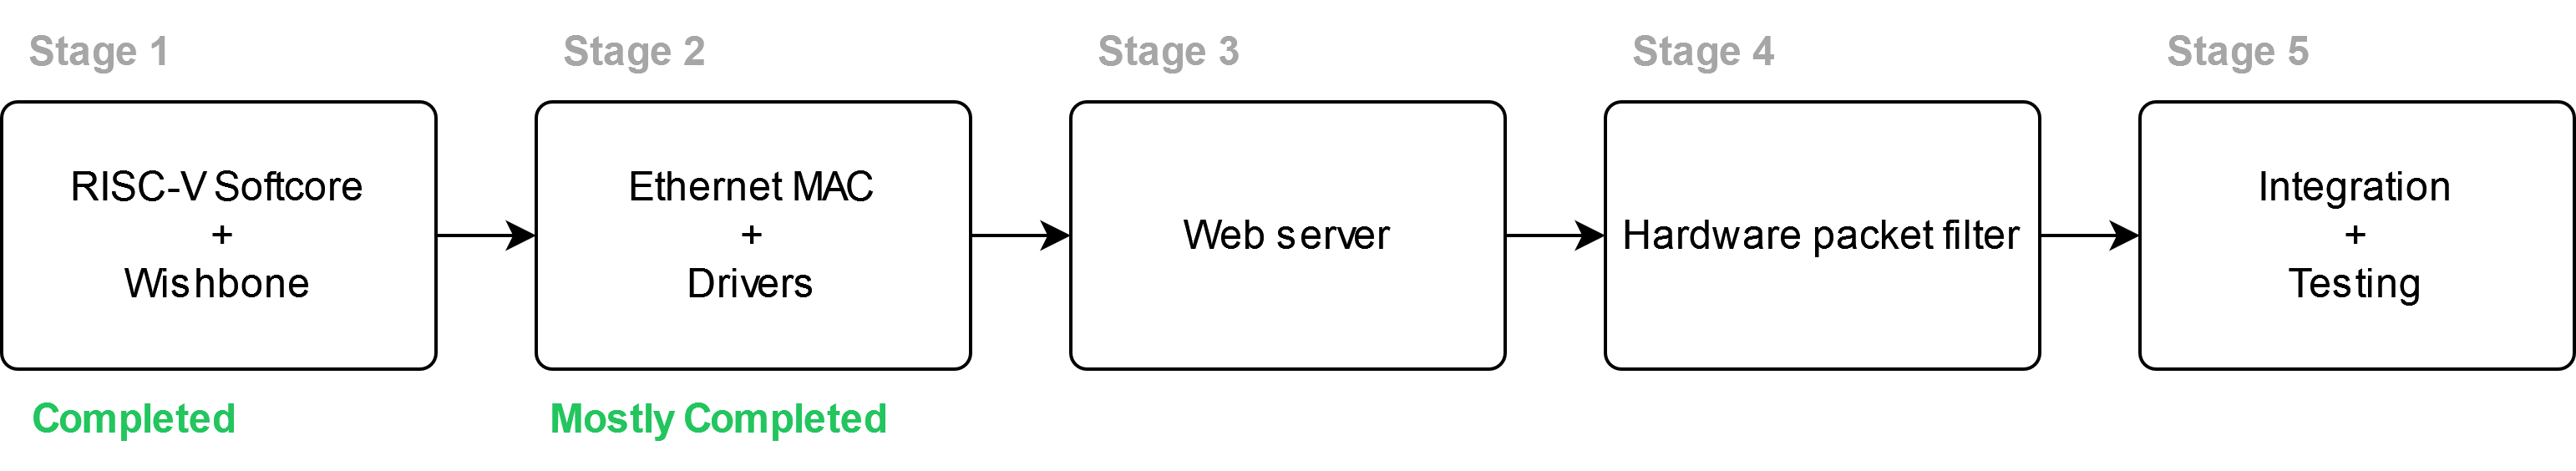 Stage 1
Stage 2
Stage 3
Stage 4
Stage 5
RISC-V Softcore
+
Wishbone
Ethernet MAC
+
Drivers
Web server
Hardware packet filter
Integration
+
Testing
Completed
Mostly Completed